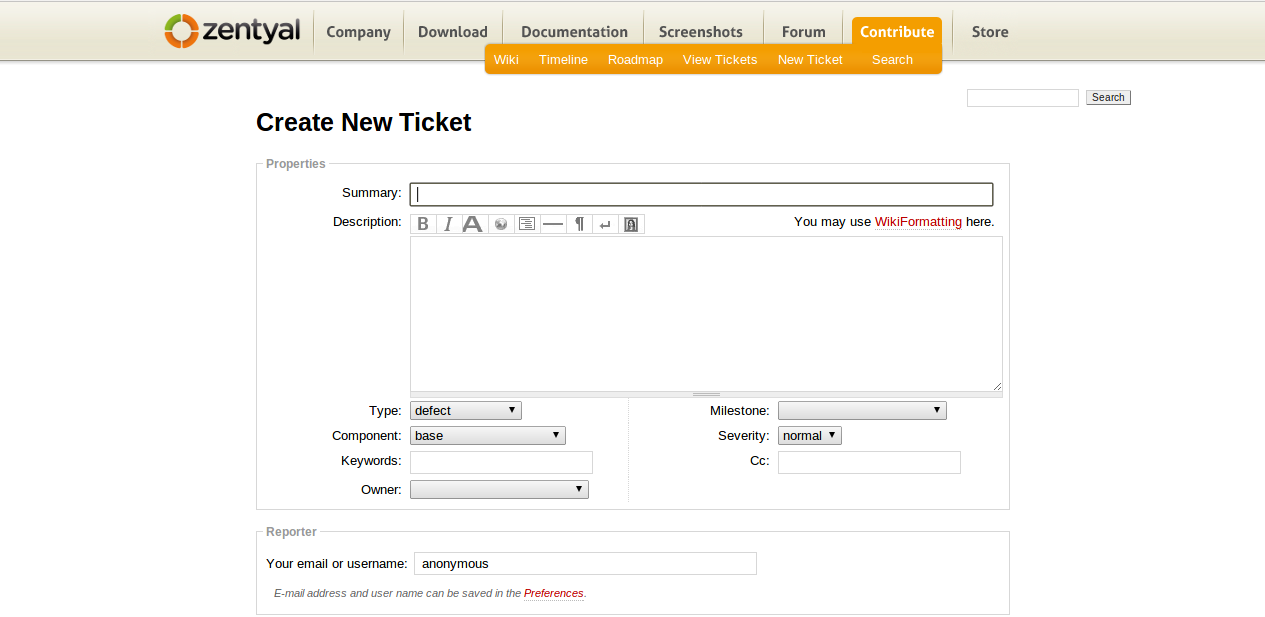 zentyal Company Download Documentation Screenshots Forum Contribute Store
Wiki Timeline Roadmap View Tickets New Ticket Search
Search
Create New Ticket
Properties
Summary:
Description: B I A ¶ You may use WikiFormatting here.
Type: defect Milestone:
Component: base Severity: normal
Keywords: Cc:
Owner:
Reporter
Your email or username: anonymous
E-mail address and user name can be saved in the Preferences.